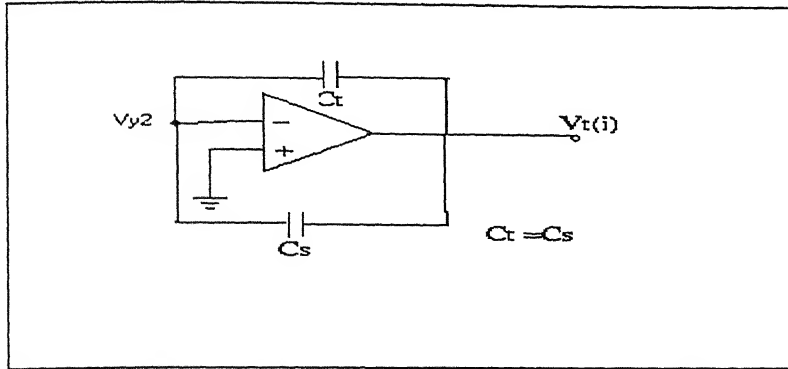 Ct
Vy2
−
Vt(i)
+
Cs
Ct = Cs